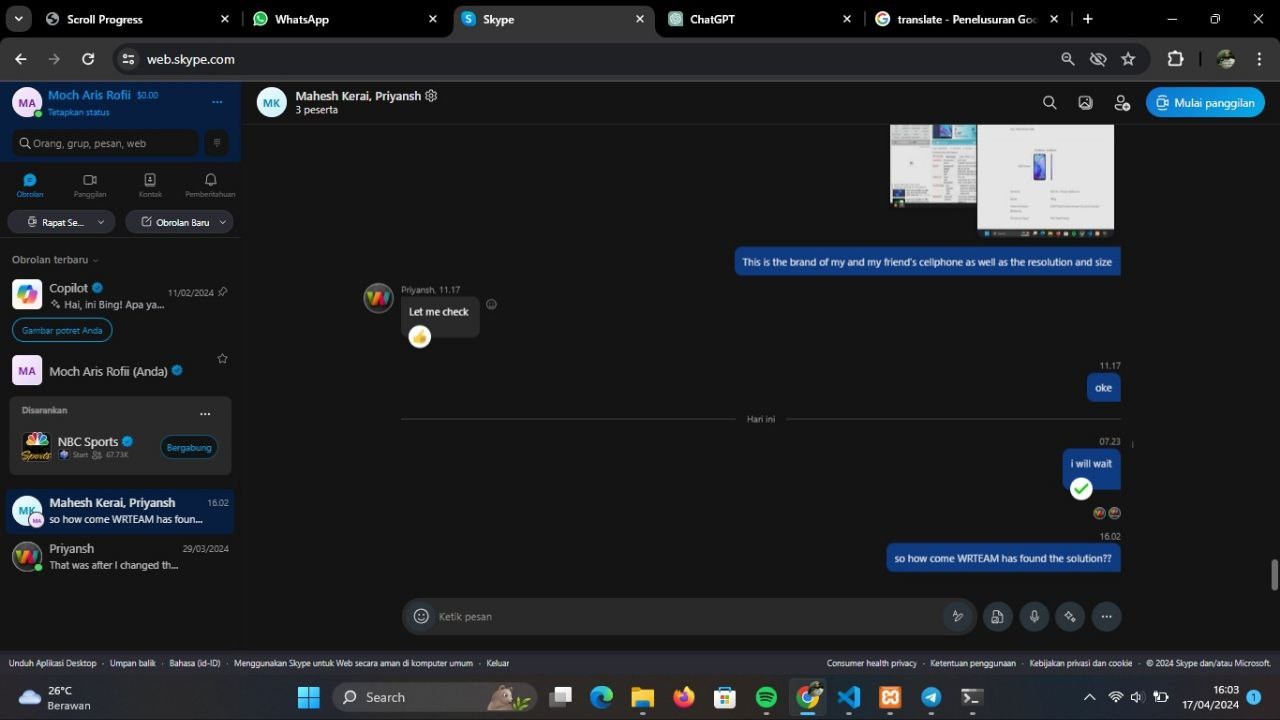 Scroll Progress
WhatsApp
Skype
ChatGPT
translate - Penelusuran Goo
web.skype.com
MA
Moch Aris Rofii $0.00
Tetapkan status
Orang, grup, pesan, web
Obrolan
Panggilan
Kontak
Pemberitahuan
Rapat Se...
Obrolan Baru
Obrolan terbaru
Copilot
11/02/2024
Hai, ini Bing! Apa ya...
Gambar potret Anda
MA
Moch Aris Rofii (Anda)
Disarankan
NBC Sports
Start 67.73K
Bergabung
MK
MA
Mahesh Kerai, Priyansh
16.02
so how come WRTEAM has foun...
Priyansh
29/03/2024
That was after I changed th...
MK
Mahesh Kerai, Priyansh
3 peserta
Mulai panggilan
This is the brand of my and my friend's cellphone as well as the resolution and size
Priyansh, 11.17
Let me check
11.17
oke
Hari ini
07.23
i will wait
16.02
so how come WRTEAM has found the solution??
Ketik pesan
Unduh Aplikasi Desktop · Umpan balik · Bahasa (id-ID) · Menggunakan Skype untuk Web secara aman di komputer umum · Keluar
Consumer health privacy · Ketentuan penggunaan · Kebijakan privasi dan cookie · © 2024 Skype dan/atau Microsoft.
26°C
Berawan
Search
16:03
17/04/2024
1